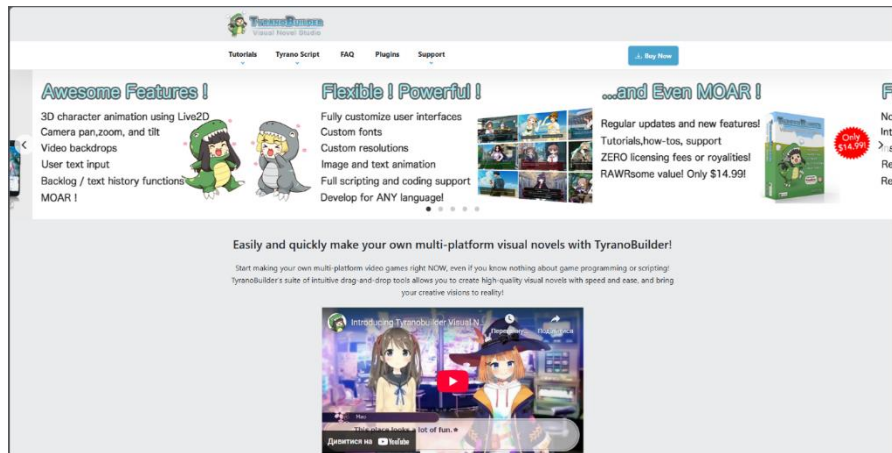 TYRANOBUILDER
Visual Novel Studio
Tutorials
Tyrano Script
FAQ
Plugins
Support
Buy Now
Awesome Features !
3D character animation using Live2D
Camera pan,zoom, and tilt
Video backdrops
User text input
Backlog / text history functions
MOAR !
Flexible ! Powerful !
Fully customize user interfaces
Custom fonts
Custom resolutions
Image and text animation
Full scripting and coding support
Develop for ANY language!
...and Even MOAR !
Regular updates and new features!
Tutorials,how-tos, support
ZERO licensing fees or royalities!
RAWRsome value! Only $14.99!
Only
$14.99!
Easily and quickly make your own multi-platform visual novels with TyranoBuilder!
Start making your own multi-platform video games right NOW, even if you know nothing about game programming or scripting!
TyranoBuilder's suite of intuitive drag-and-drop tools allows you to create high-quality visual novels with speed and ease, and bring
your creative visions to reality!
Introducing Tyranobuilder Visual N...
This place looks a lot of fun.
Дивитися на YouTube